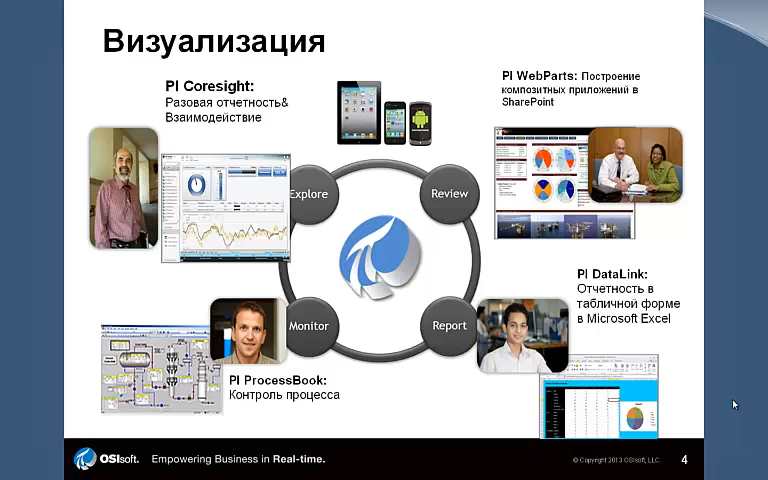 Визуализация
PI Coresight:
Разовая отчетность&
Взаимодействие
PI WebParts: Построение
композитных приложений в
SharePoint
Explore
Review
PI DataLink:
Отчетность в
табличной форме
в Microsoft Excel
Monitor
Report
PI ProcessBook:
Контроль процесса
OSIsoft.
Empowering Business in Real-time.
© Copyright 2013 OSIsoft, LLC.
4